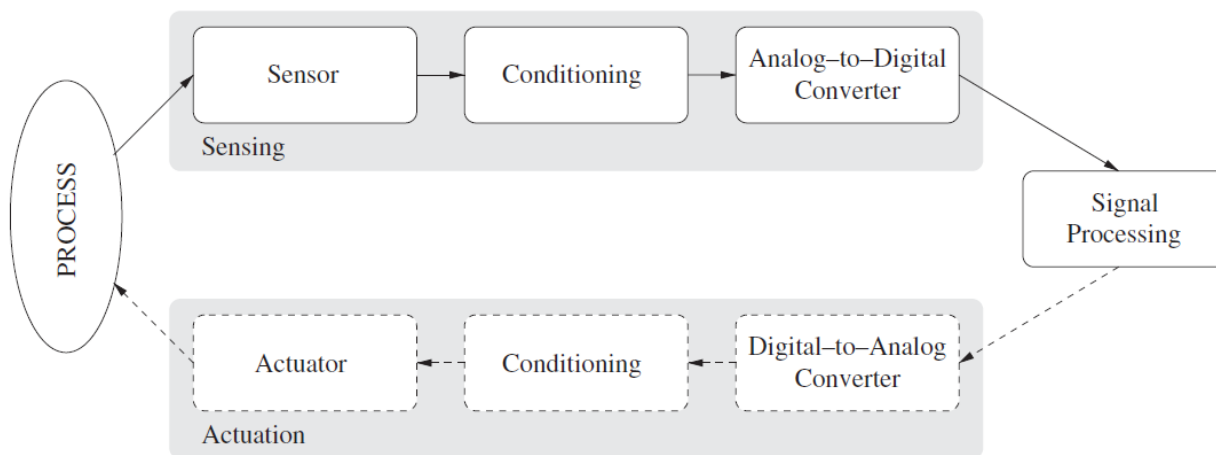 Sensor
Conditioning
Analog–to–Digital
Converter
Sensing
PROCESS
Signal
Processing
Actuator
Conditioning
Digital–to–Analog
Converter
Actuation